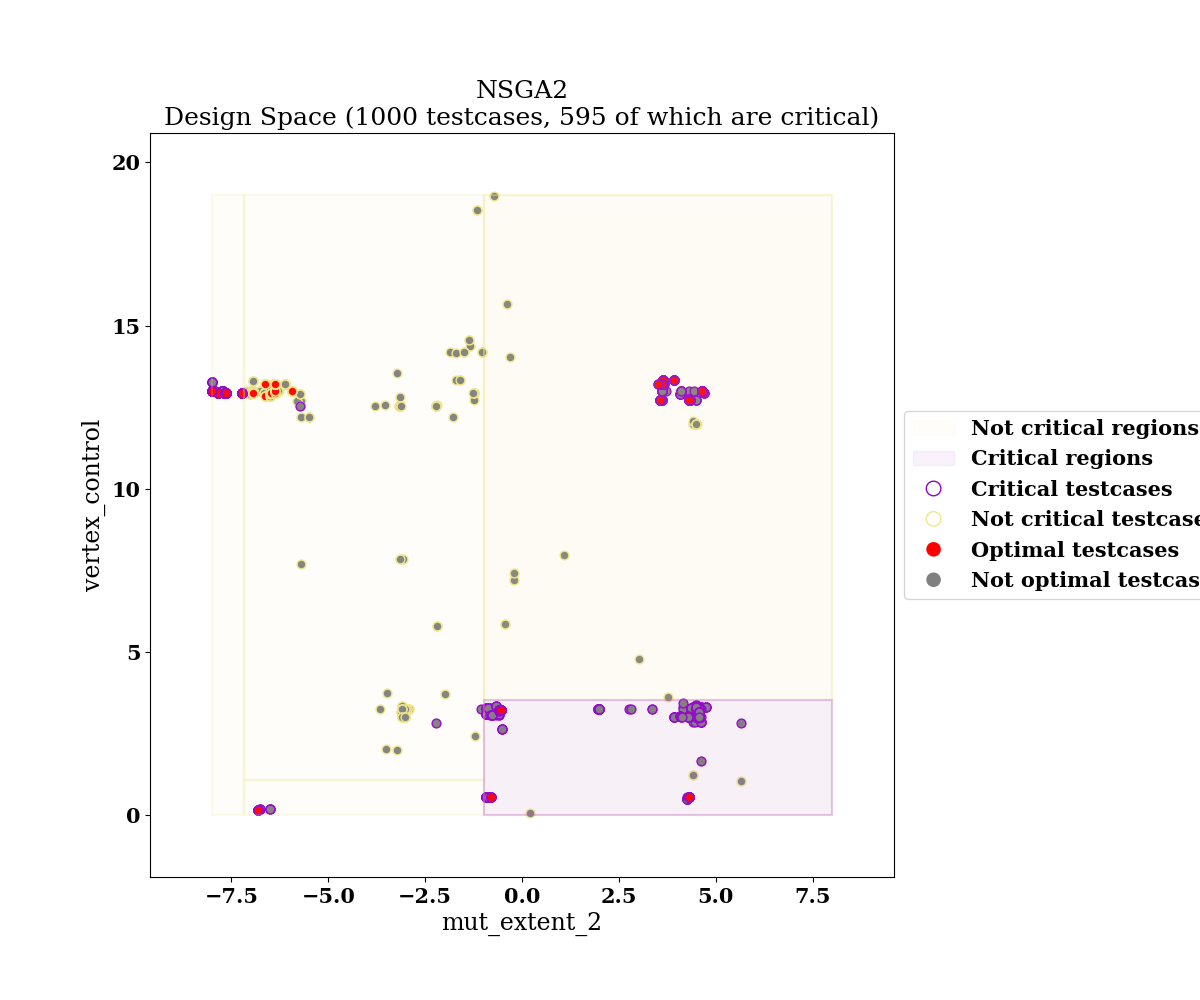 NSGA2
Design Space (1000 testcases, 595 of which are critical)
20
15
10
5
0
vertex_control
−7.5 −5.0 −2.5 0.0 2.5 5.0 7.5
mut_extent_2
Not critical regions
Critical regions
Critical testcases
Not critical testcase
Optimal testcases
Not optimal testcas